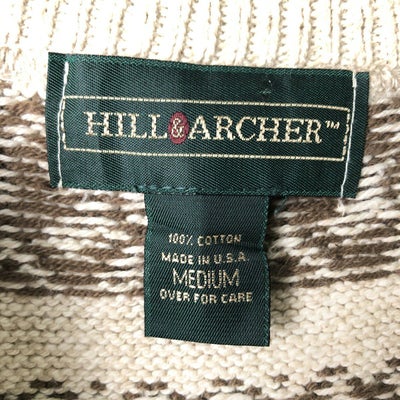 HILL & ARCHER™
100% COTTON
MADE IN U.S.A.
MEDIUM
OVER FOR CARE